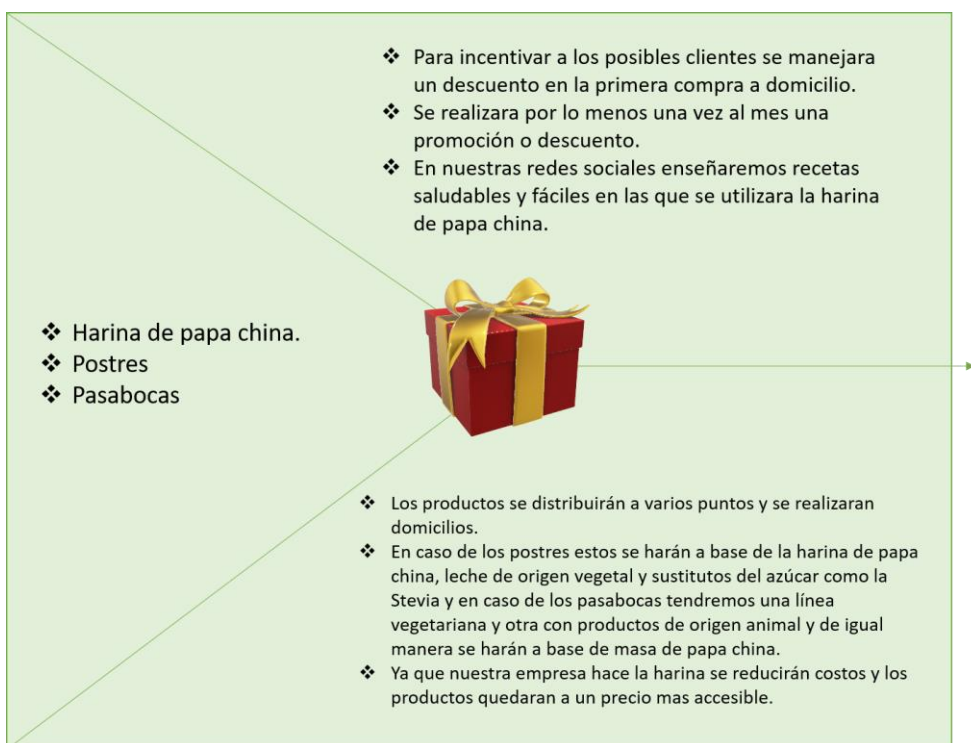 ❖ Para incentivar a los posibles clientes se manejara
un descuento en la primera compra a domicilio.
❖ Se realizara por lo menos una vez al mes una
promoción o descuento.
❖ En nuestras redes sociales enseñaremos recetas
saludables y fáciles en las que se utilizara la harina
de papa china.
❖ Harina de papa china.
❖ Postres
❖ Pasabocas
❖ Los productos se distribuirán a varios puntos y se realizaran
domicilios.
❖ En caso de los postres estos se harán a base de la harina de papa
china, leche de origen vegetal y sustitutos del azúcar como la
Stevia y en caso de los pasabocas tendremos una línea
vegetariana y otra con productos de origen animal y de igual
manera se harán a base de masa de papa china.
❖ Ya que nuestra empresa hace la harina se reducirán costos y los
productos quedaran a un precio mas accesible.